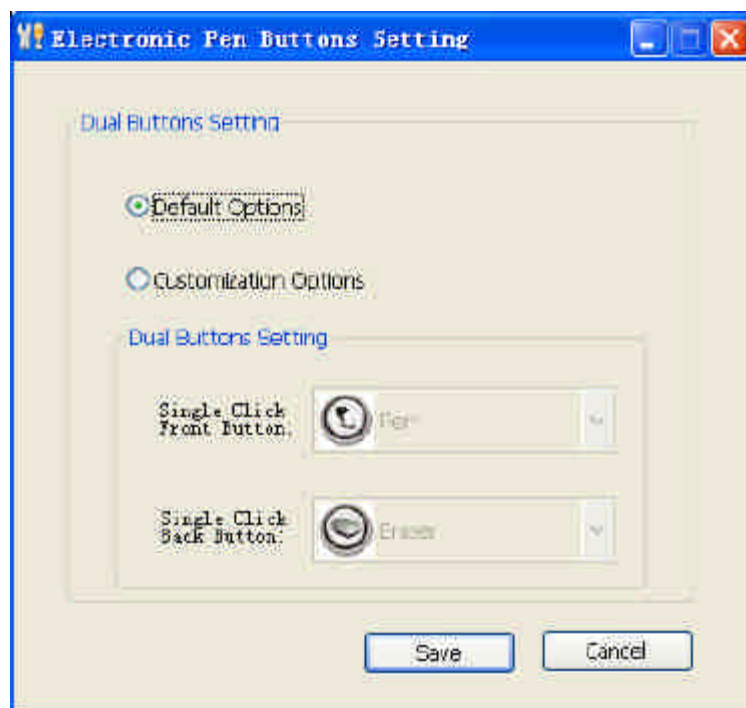 Electronic Pen Buttons Setting
Dual Buttons Setting
Default Options
Customization Options
Dual Buttons Setting
Single Click
Front Button:
Pen
Single Click
Back Button:
Eraser
Save
Cancel